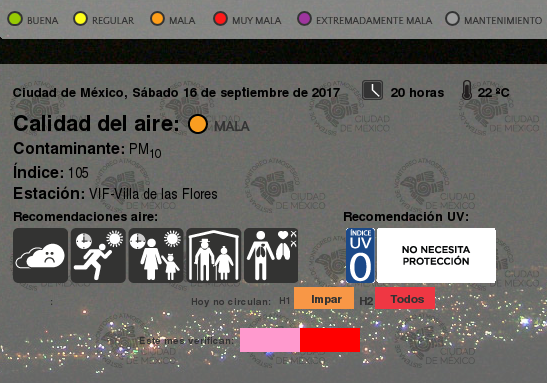 BUENA REGULAR MALA MUY MALA EXTREMADAMENTE MALA MANTENIMIENTO
Ciudad de México, Sábado 16 de septiembre de 2017 20 horas 22 ºC
Calidad del aire: MALA
Contaminante: PM10
Índice: 105
Estación: VIF-Villa de las Flores
Recomendaciones aire: Recomendación UV:
ÍNDICE
UV
0
NO NECESITA
PROTECCIÓN
: Hoy no circulan: H1 Impar H2 Todos
Este mes verifican:
CIUDAD
DE MÉXICO